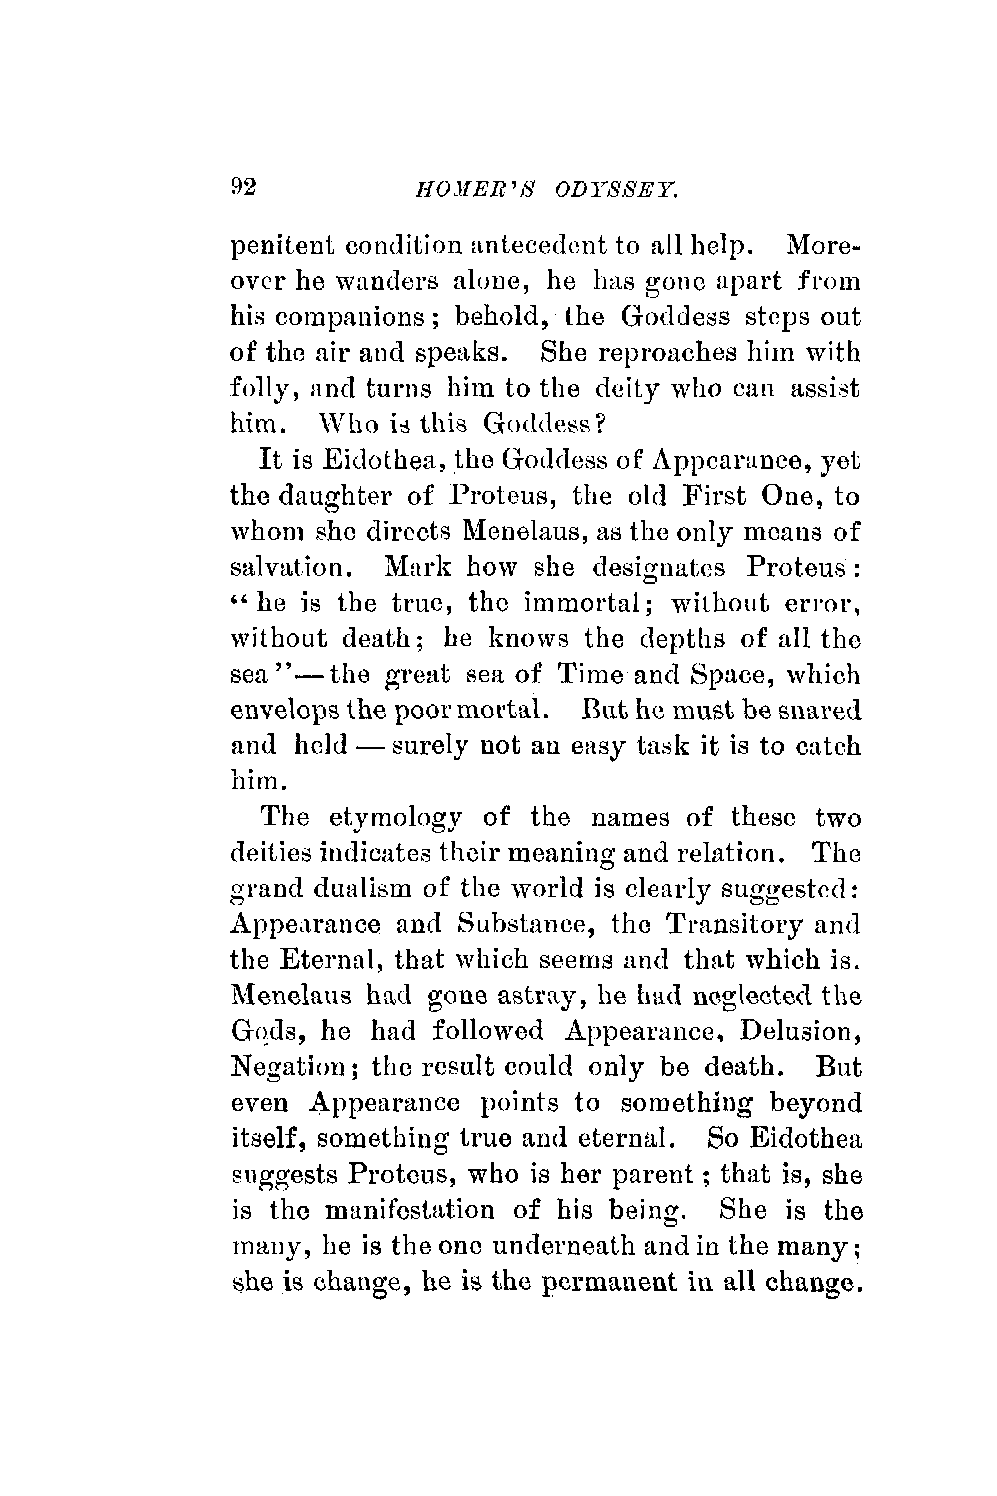 92 HOMER'S ODYSSEY.
penitent condition antecedent to all help. More-
over he wanders alone, he has gone apart from
his companions; behold, the Goddess steps out
of the air and speaks. She reproaches him with
folly, and turns him to the deity who can assist
him. Who is this Goddess?
It is Eidothea, the Goddess of Appearance, yet
the daughter of Proteus, the old First One, to
whom she directs Menelaus, as the only means of
salvation. Mark how she designates Proteus:
“he is the true, the immortal; without error,
without death; he knows the depths of all the
sea”—the great sea of Time and Space, which
envelops the poor mortal. But he must be snared
and held — surely not an easy task it is to catch
him.
The etymology of the names of these two
deities indicates their meaning and relation. The
grand dualism of the world is clearly suggested:
Appearance and Substance, the Transitory and
the Eternal, that which seems and that which is.
Menelaus had gone astray, he had neglected the
Gods, he had followed Appearance, Delusion,
Negation; the result could only be death. But
even Appearance points to something beyond
itself, something true and eternal. So Eidothea
suggests Proteus, who is her parent; that is, she
is the manifestation of his being. She is the
many, he is the one underneath and in the many;
she is change, he is the permanent in all change.